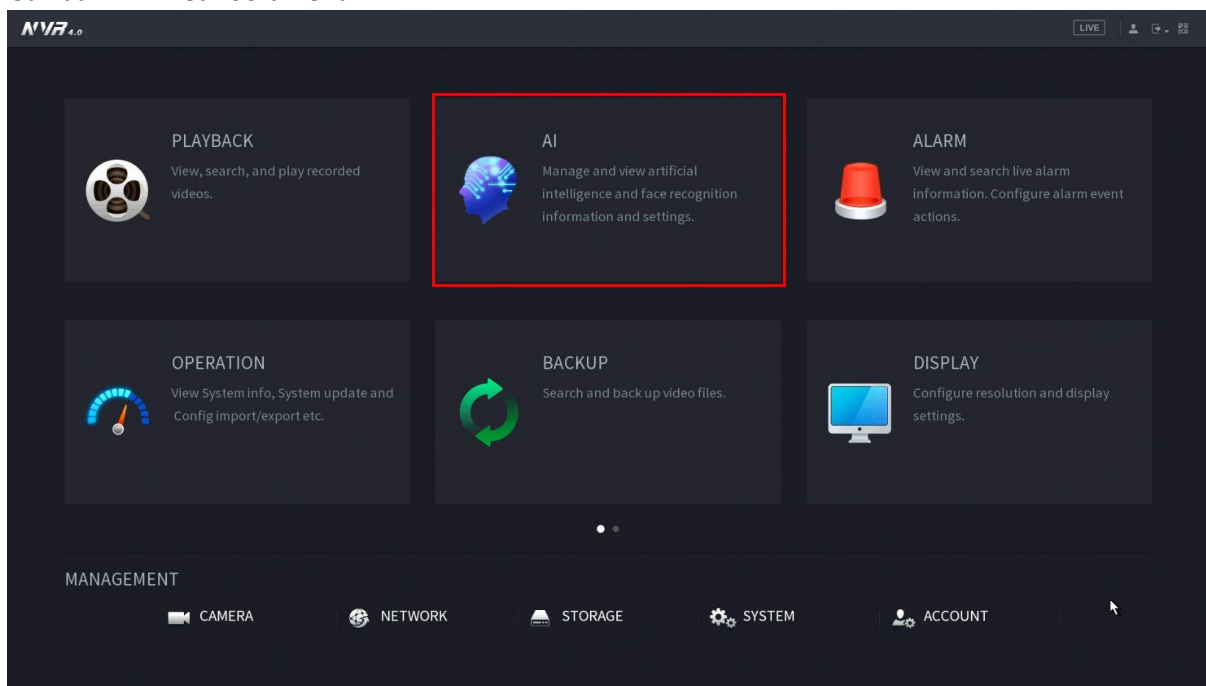 NVR 4.0
LIVE
PLAYBACK
View, search, and play recorded
videos.
AI
Manage and view artificial
intelligence and face recognition
information and settings.
ALARM
View and search live alarm
information. Configure alarm event
actions.
OPERATION
View System info, System update and
Config import/export etc.
BACKUP
Search and back up video files.
DISPLAY
Configure resolution and display
settings.
MANAGEMENT
CAMERA
NETWORK
STORAGE
SYSTEM
ACCOUNT